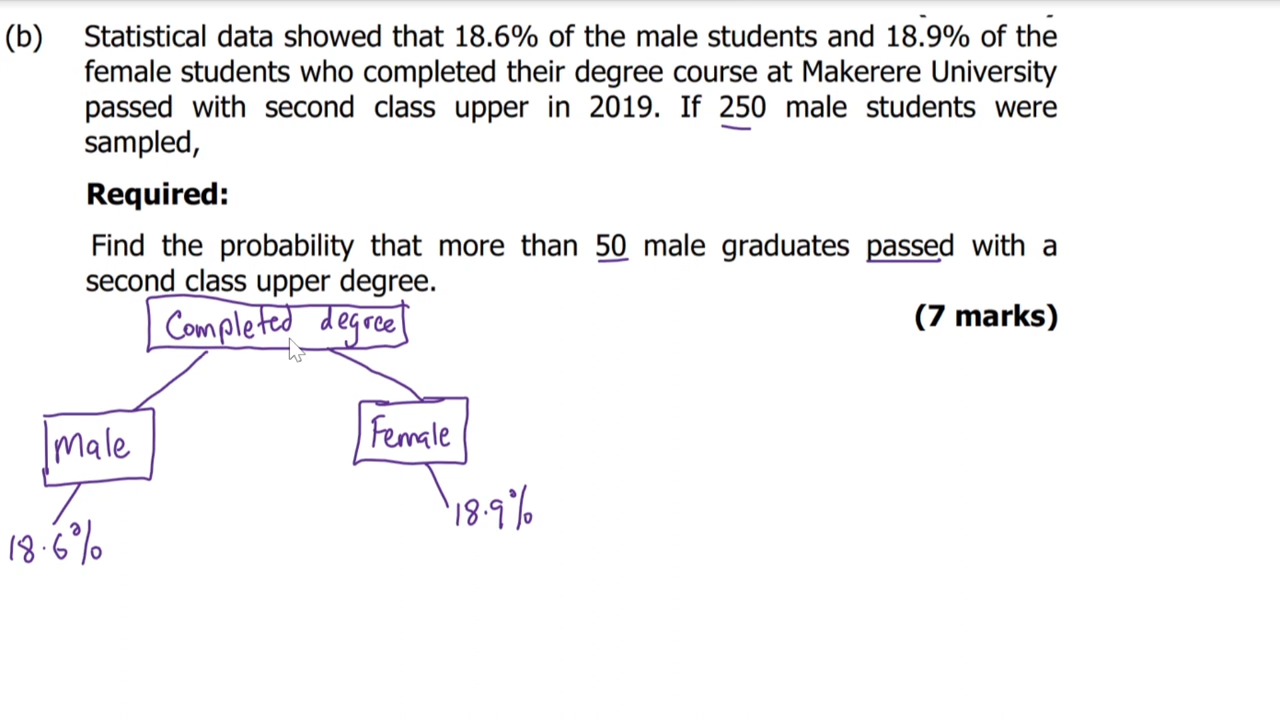 (b) Statistical data showed that 18.6% of the male students and 18.9% of the
female students who completed their degree course at Makerere University
passed with second class upper in 2019. If 250 male students were
sampled,
Required:
Find the probability that more than 50 male graduates passed with a
second class upper degree.
(7 marks)
Completed degree
Male
Female
18.6%
18.9%